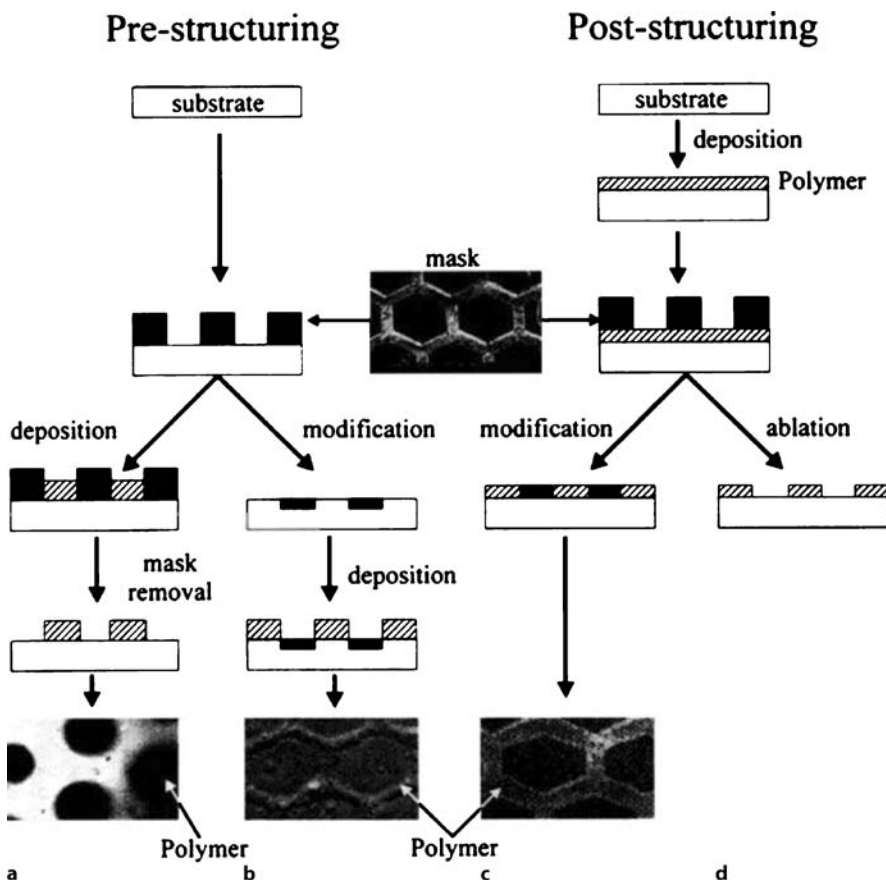 Pre-structuring
Post-structuring
substrate
substrate
deposition
Polymer
mask
deposition
modification
modification
ablation
mask
removal
deposition
Polymer
Polymer
a
b
c
d